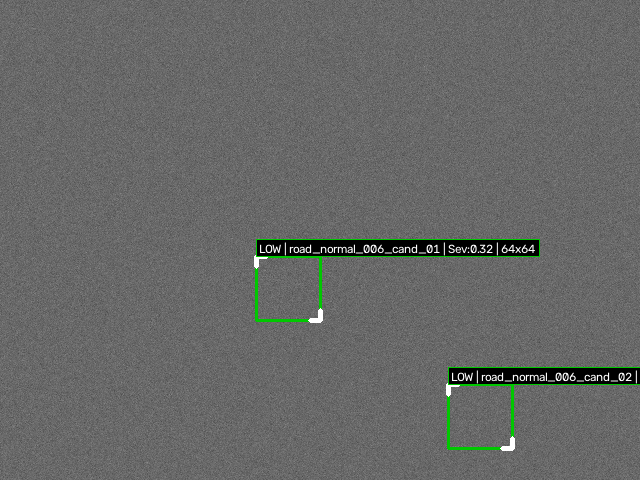 LOW | road_normal_006_cand_01 | Sev:0.32 | 64x64
LOW | road_normal_006_cand_02 |